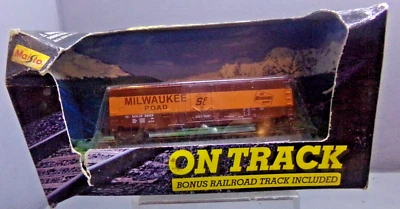 Maisto
MILWAUKEE
ROAD
ON TRACK
BONUS RAILROAD TRACK INCLUDED